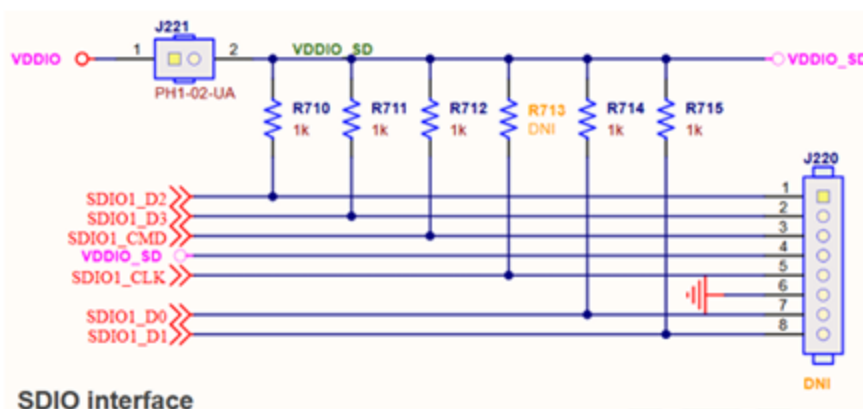 J221
VDDIO
1
2
VDDIO_SD
VDDIO_SD
PH1-02-UA
R710
1k
R711
1k
R712
1k
R713
DNI
R714
1k
R715
1k
J220
SDIO1_D2
1
SDIO1_D3
2
SDIO1_CMD
3
VDDIO_SD
4
SDIO1_CLK
5
6
SDIO1_D0
7
SDIO1_D1
8
DNI
SDIO interface